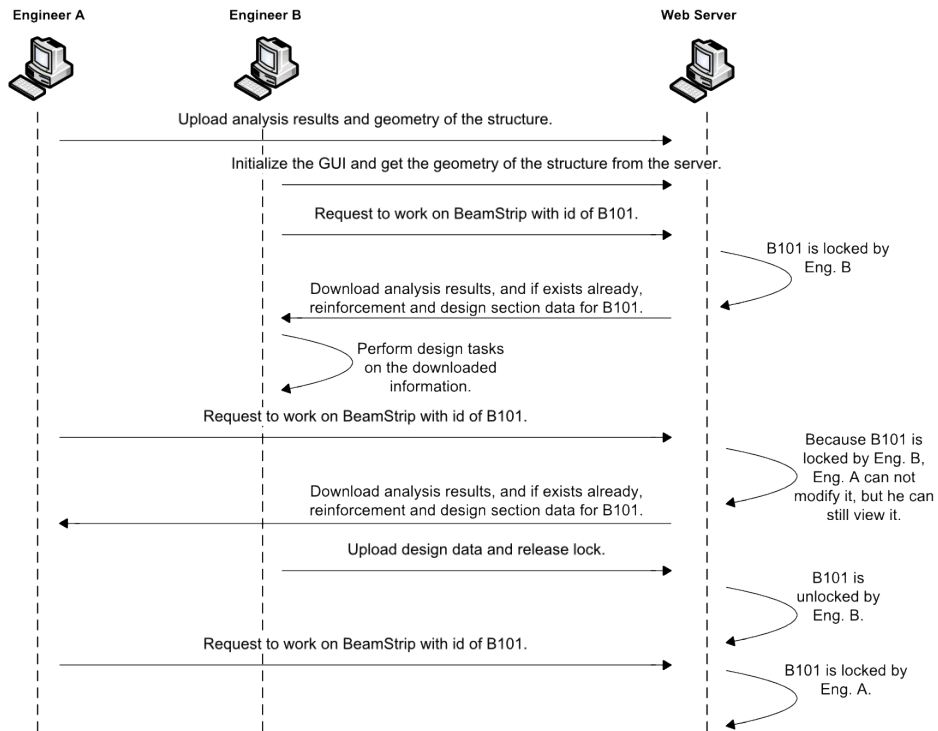 Engineer A
Engineer B
Web Server
Upload analysis results and geometry of the structure.
Initialize the GUI and get the geometry of the structure from the server.
Request to work on BeamStrip with id of B101.
B101 is locked by
Eng. B
Download analysis results, and if exists already,
reinforcement and design section data for B101.
Perform design tasks
on the downloaded
information.
Request to work on BeamStrip with id of B101.
Because B101 is
locked by Eng. B,
Eng. A can not
modify it, but he can
still view it.
Download analysis results, and if exists already,
reinforcement and design section data for B101.
Upload design data and release lock.
B101 is
unlocked by
Eng. B.
Request to work on BeamStrip with id of B101.
B101 is locked by
Eng. A.